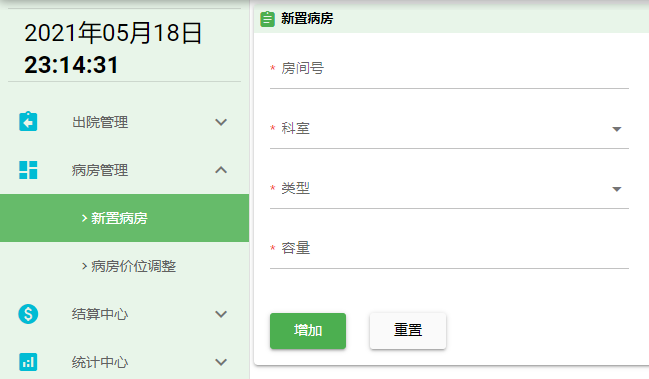 2021年05月18日
23:14:31
出院管理
病房管理
> 新置病房
> 病房价位调整
结算中心
统计中心
新置病房
* 房间号
* 科室
* 类型
* 容量
增加
重置